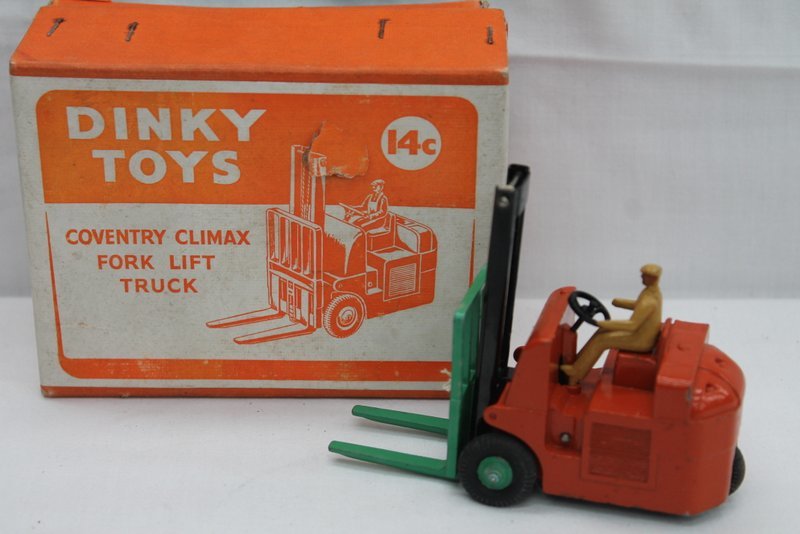 DINKY
TOYS
14c
COVENTRY CLIMAX
FORK LIFT
TRUCK